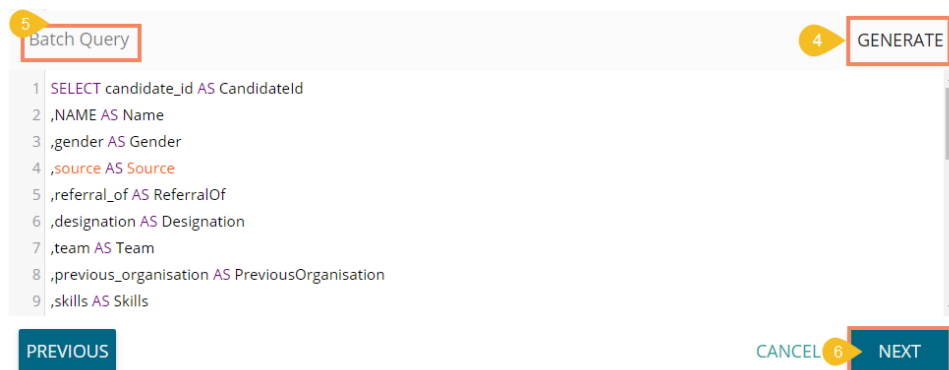 5
Batch Query
4
GENERATE
1 SELECT candidate_id AS CandidateId
2 ,NAME AS Name
3 ,gender AS Gender
4 ,source AS Source
5 ,referral_of AS ReferralOf
6 ,designation AS Designation
7 ,team AS Team
8 ,previous_organisation AS PreviousOrganisation
9 ,skills AS Skills
PREVIOUS
CANCEL
6
NEXT